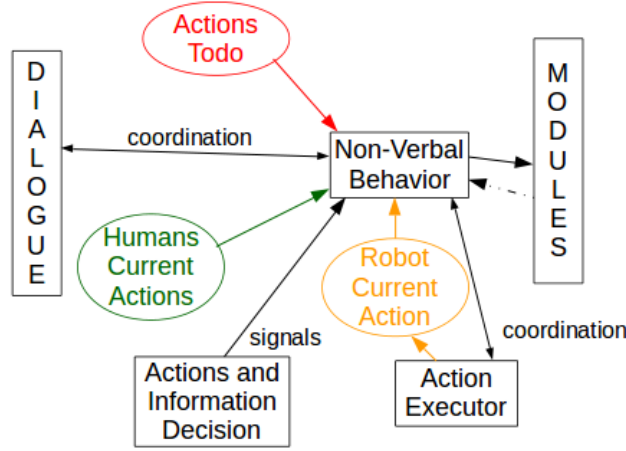 Actions
Todo
D
I
A
L
O
G
U
E
M
O
D
U
L
E
S
coordination
Non-Verbal
Behavior
Humans
Current
Actions
Robot
Current
Action
signals
coordination
Actions and
Information
Decision
Action
Executor